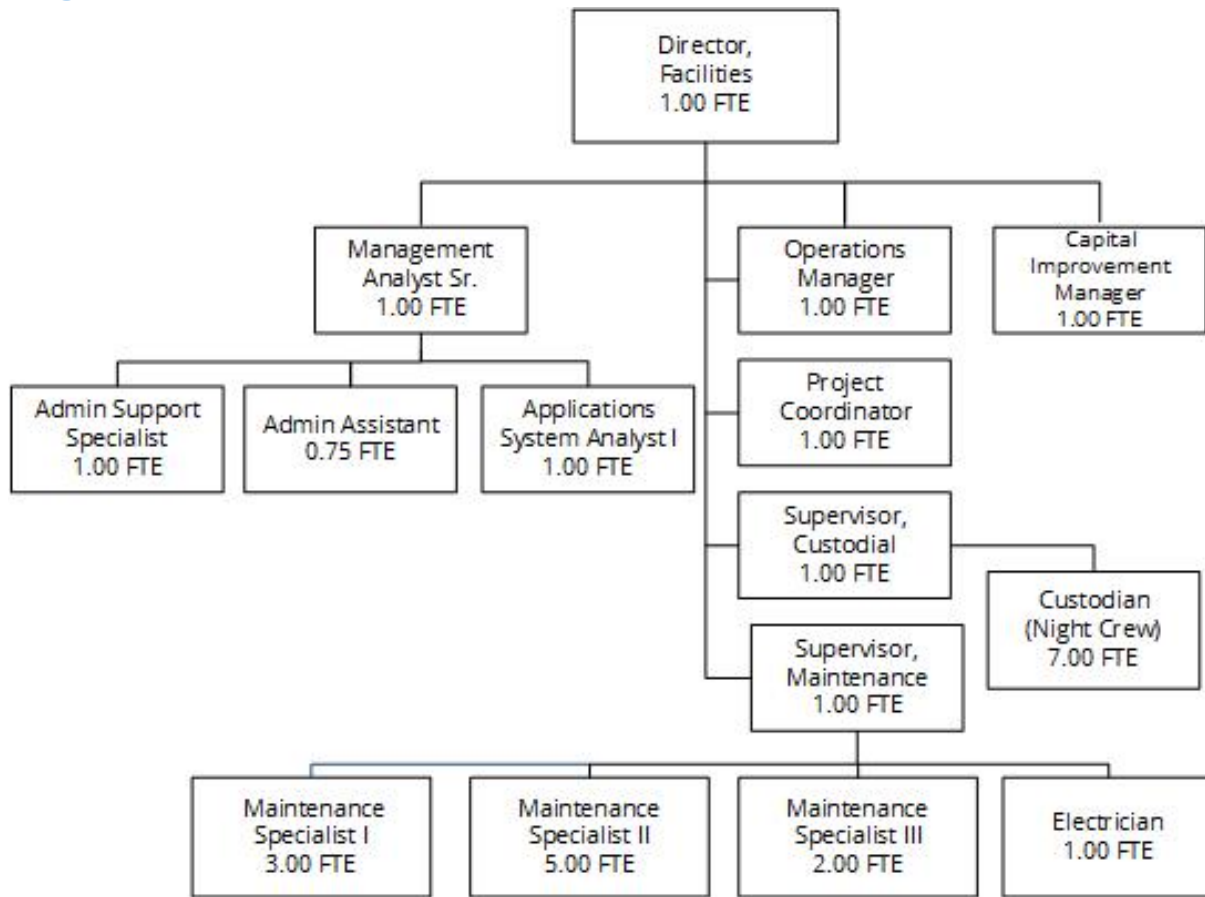 Director,
Facilities
1.00 FTE
Management
Analyst Sr.
1.00 FTE
Operations
Manager
1.00 FTE
Capital
Improvement
Manager
1.00 FTE
Admin Support
Specialist
1.00 FTE
Admin Assistant
0.75 FTE
Applications
System Analyst I
1.00 FTE
Project
Coordinator
1.00 FTE
Supervisor,
Custodial
1.00 FTE
Custodian
(Night Crew)
7.00 FTE
Supervisor,
Maintenance
1.00 FTE
Maintenance
Specialist I
3.00 FTE
Maintenance
Specialist II
5.00 FTE
Maintenance
Specialist III
2.00 FTE
Electrician
1.00 FTE